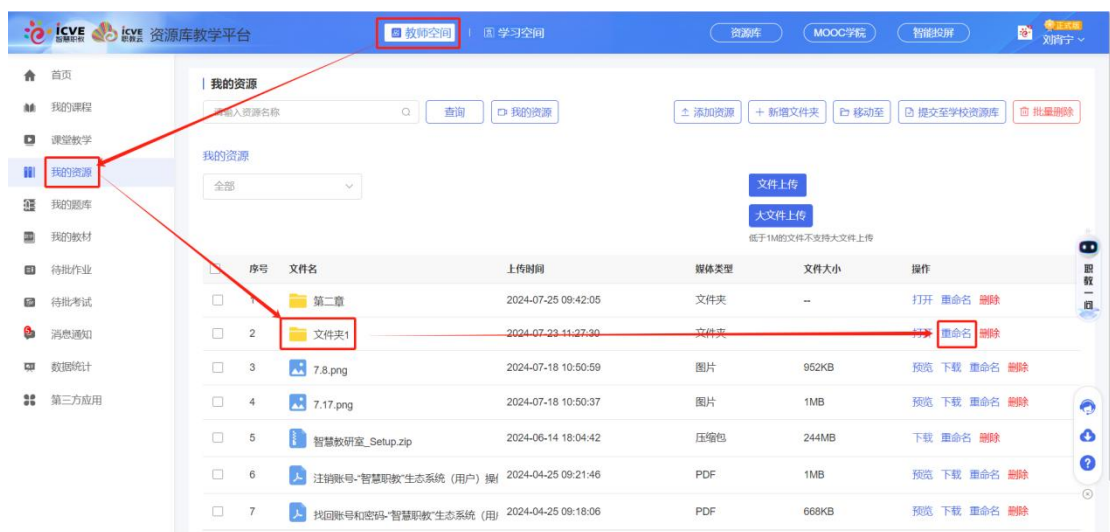 icve 智慧职教 icve 职教云 资源库教学平台 教师空间 学习空间 资源库 MOOC学院 智能投屏 正式版 刘宵宁
首页
我的课程
课堂教学
我的资源
我的题库
我的教材
待批作业
待批考试
消息通知
数据统计
第三方应用
我的资源
请输入资源名称 查询 我的资源 添加资源 新增文件夹 移动至 提交至学校资源库 批量删除
我的资源
全部 文件上传
大文件上传
低于1M的文件不支持大文件上传
序号 文件名 上传时间 媒体类型 文件大小 操作
1 第二章 2024-07-25 09:42:05 文件夹 -- 打开 重命名 删除
2 文件夹1 2024-07-23 11:27:30 文件夹 打开 重命名 删除
3 7.8.png 2024-07-18 10:50:59 图片 952KB 预览 下载 重命名 删除
4 7.17.png 2024-07-18 10:50:37 图片 1MB 预览 下载 重命名 删除
5 智慧教研室_Setup.zip 2024-06-14 18:04:42 压缩包 244MB 下载 重命名 删除
6 注销账号-“智慧职教”生态系统（用户）操 2024-04-25 09:21:46 PDF 1MB 预览 下载 重命名 删除
7 找回账号和密码-“智慧职教”生态系统（用 2024-04-25 09:18:06 PDF 668KB 预览 下载 重命名 删除
职教一问